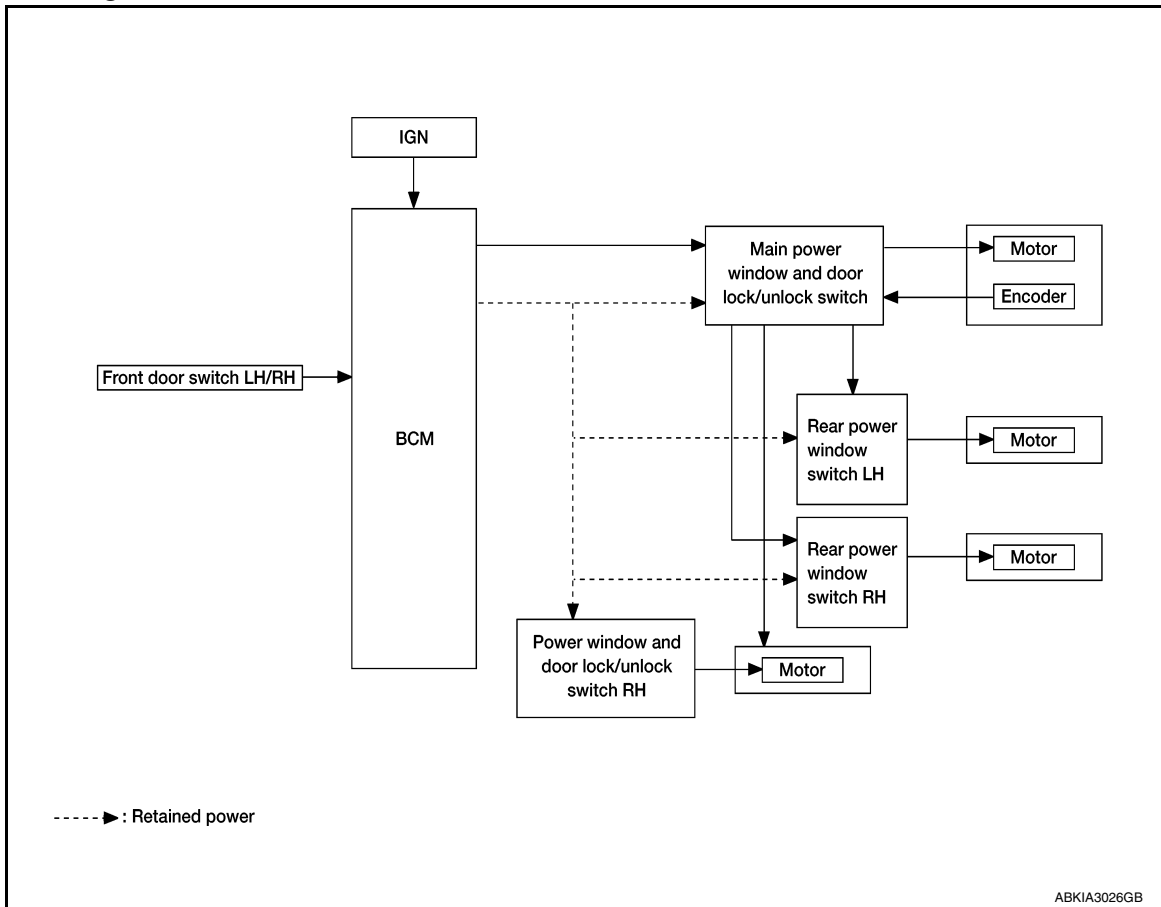 IGN
Main power
window and door
lock/unlock switch
Motor
Encoder
Front door switch LH/RH
BCM
Rear power
window
switch LH
Motor
Rear power
window
switch RH
Motor
Power window and
door lock/unlock
switch RH
Motor
: Retained power
ABKIA3026GB